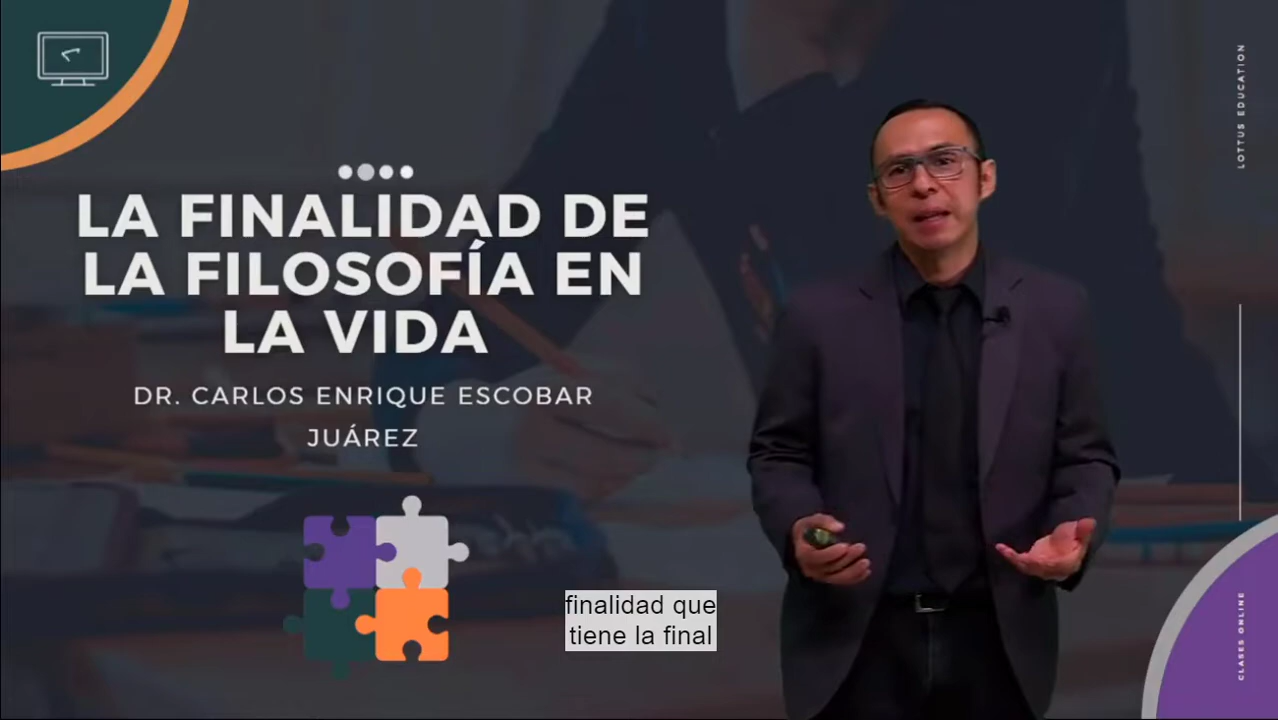 LA FINALIDAD DE
LA FILOSOFÍA EN
LA VIDA
DR. CARLOS ENRIQUE ESCOBAR
JUÁREZ
finalidad que
tiene la final
LOTTUS EDUCATION
CLASES ONLINE